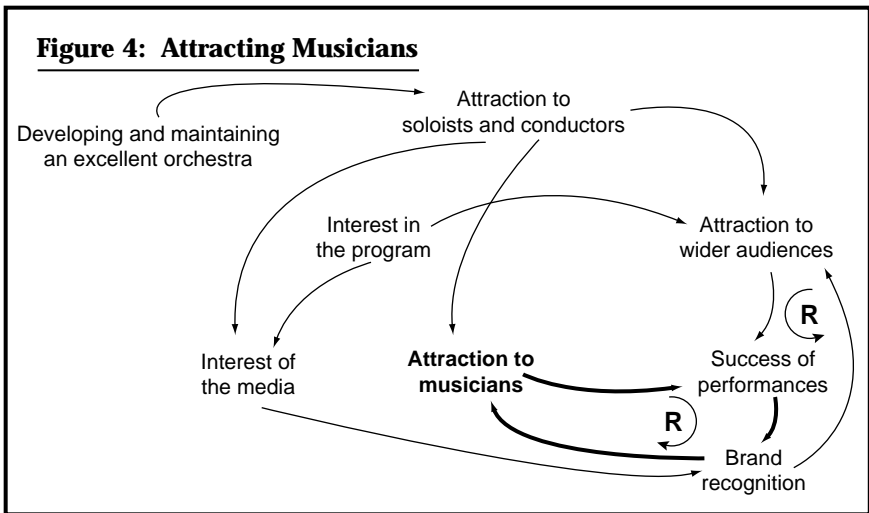 Figure 4: Attracting Musicians
Attraction to
soloists and conductors
Developing and maintaining
an excellent orchestra
Interest in
the program
Attraction to
wider audiences
R
Interest of
the media
Attraction to
musicians
Success of
performances
R
Brand
recognition